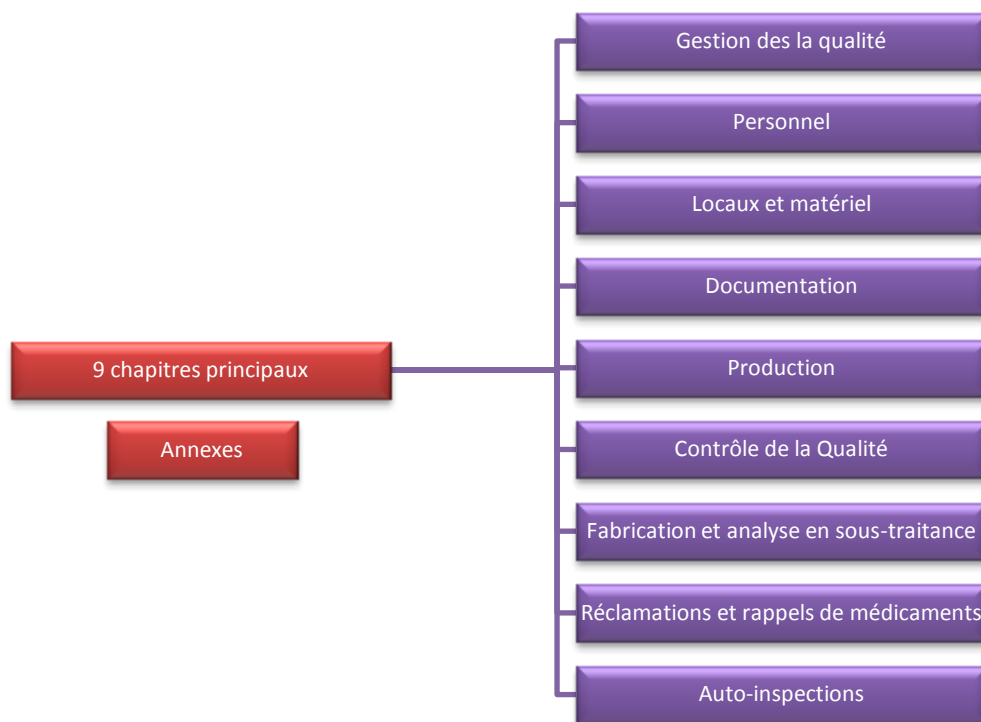 9 chapitres principaux
Annexes
Gestion des la qualité
Personnel
Locaux et matériel
Documentation
Production
Contrôle de la Qualité
Fabrication et analyse en sous-traitance
Réclamations et rappels de médicaments
Auto-inspections